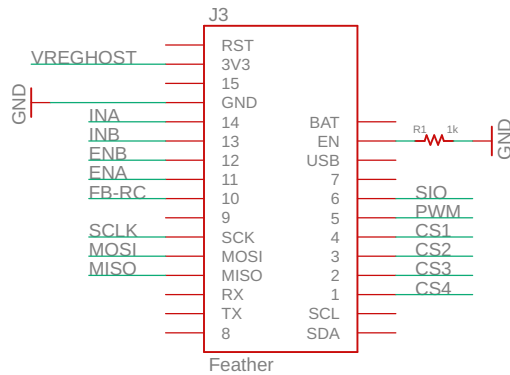 J3
RST
VREGHOST 3V3
15
GND GND
INA 14 BAT
INB 13 EN R1 1k GND
ENB 12 USB
ENA 11 7
FB-RC 10 6 SIO
9 5 PWM
SCLK SCK 4 CS1
MOSI MOSI 3 CS2
MISO MISO 2 CS3
RX 1 CS4
TX SCL
8 SDA
Feather